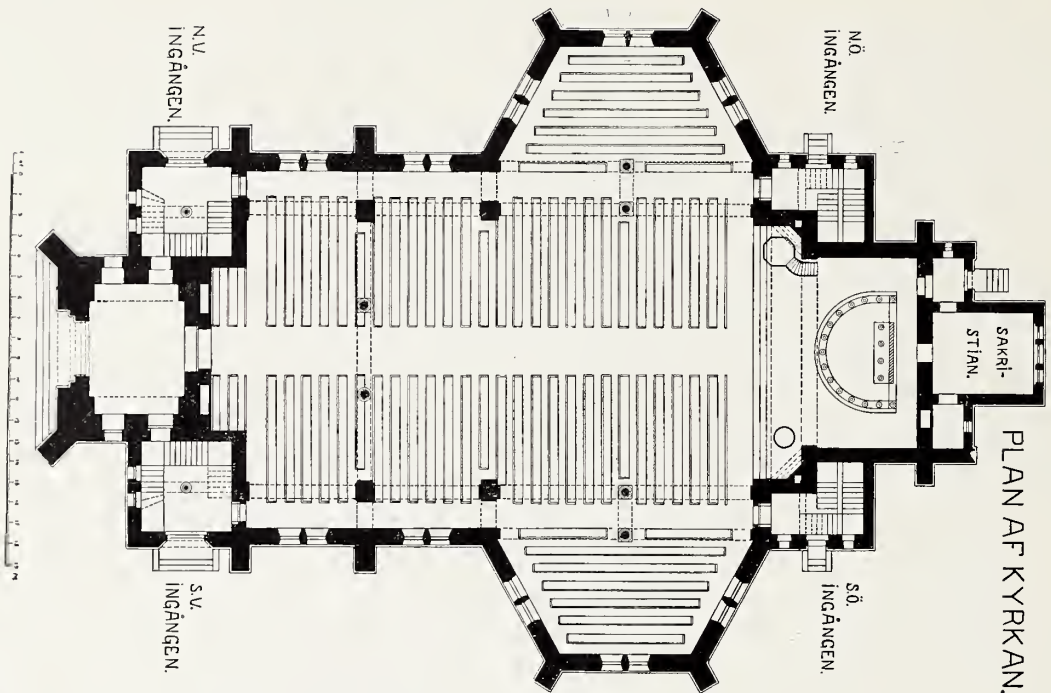 PLAN AF KYRKAN.
N.Ö.
INGÅNGEN.
S.Ö.
INGÅNGEN.
SAKRI-
STIAN.
N.V.
INGÅNGEN.
S.V.
INGÅNGEN.